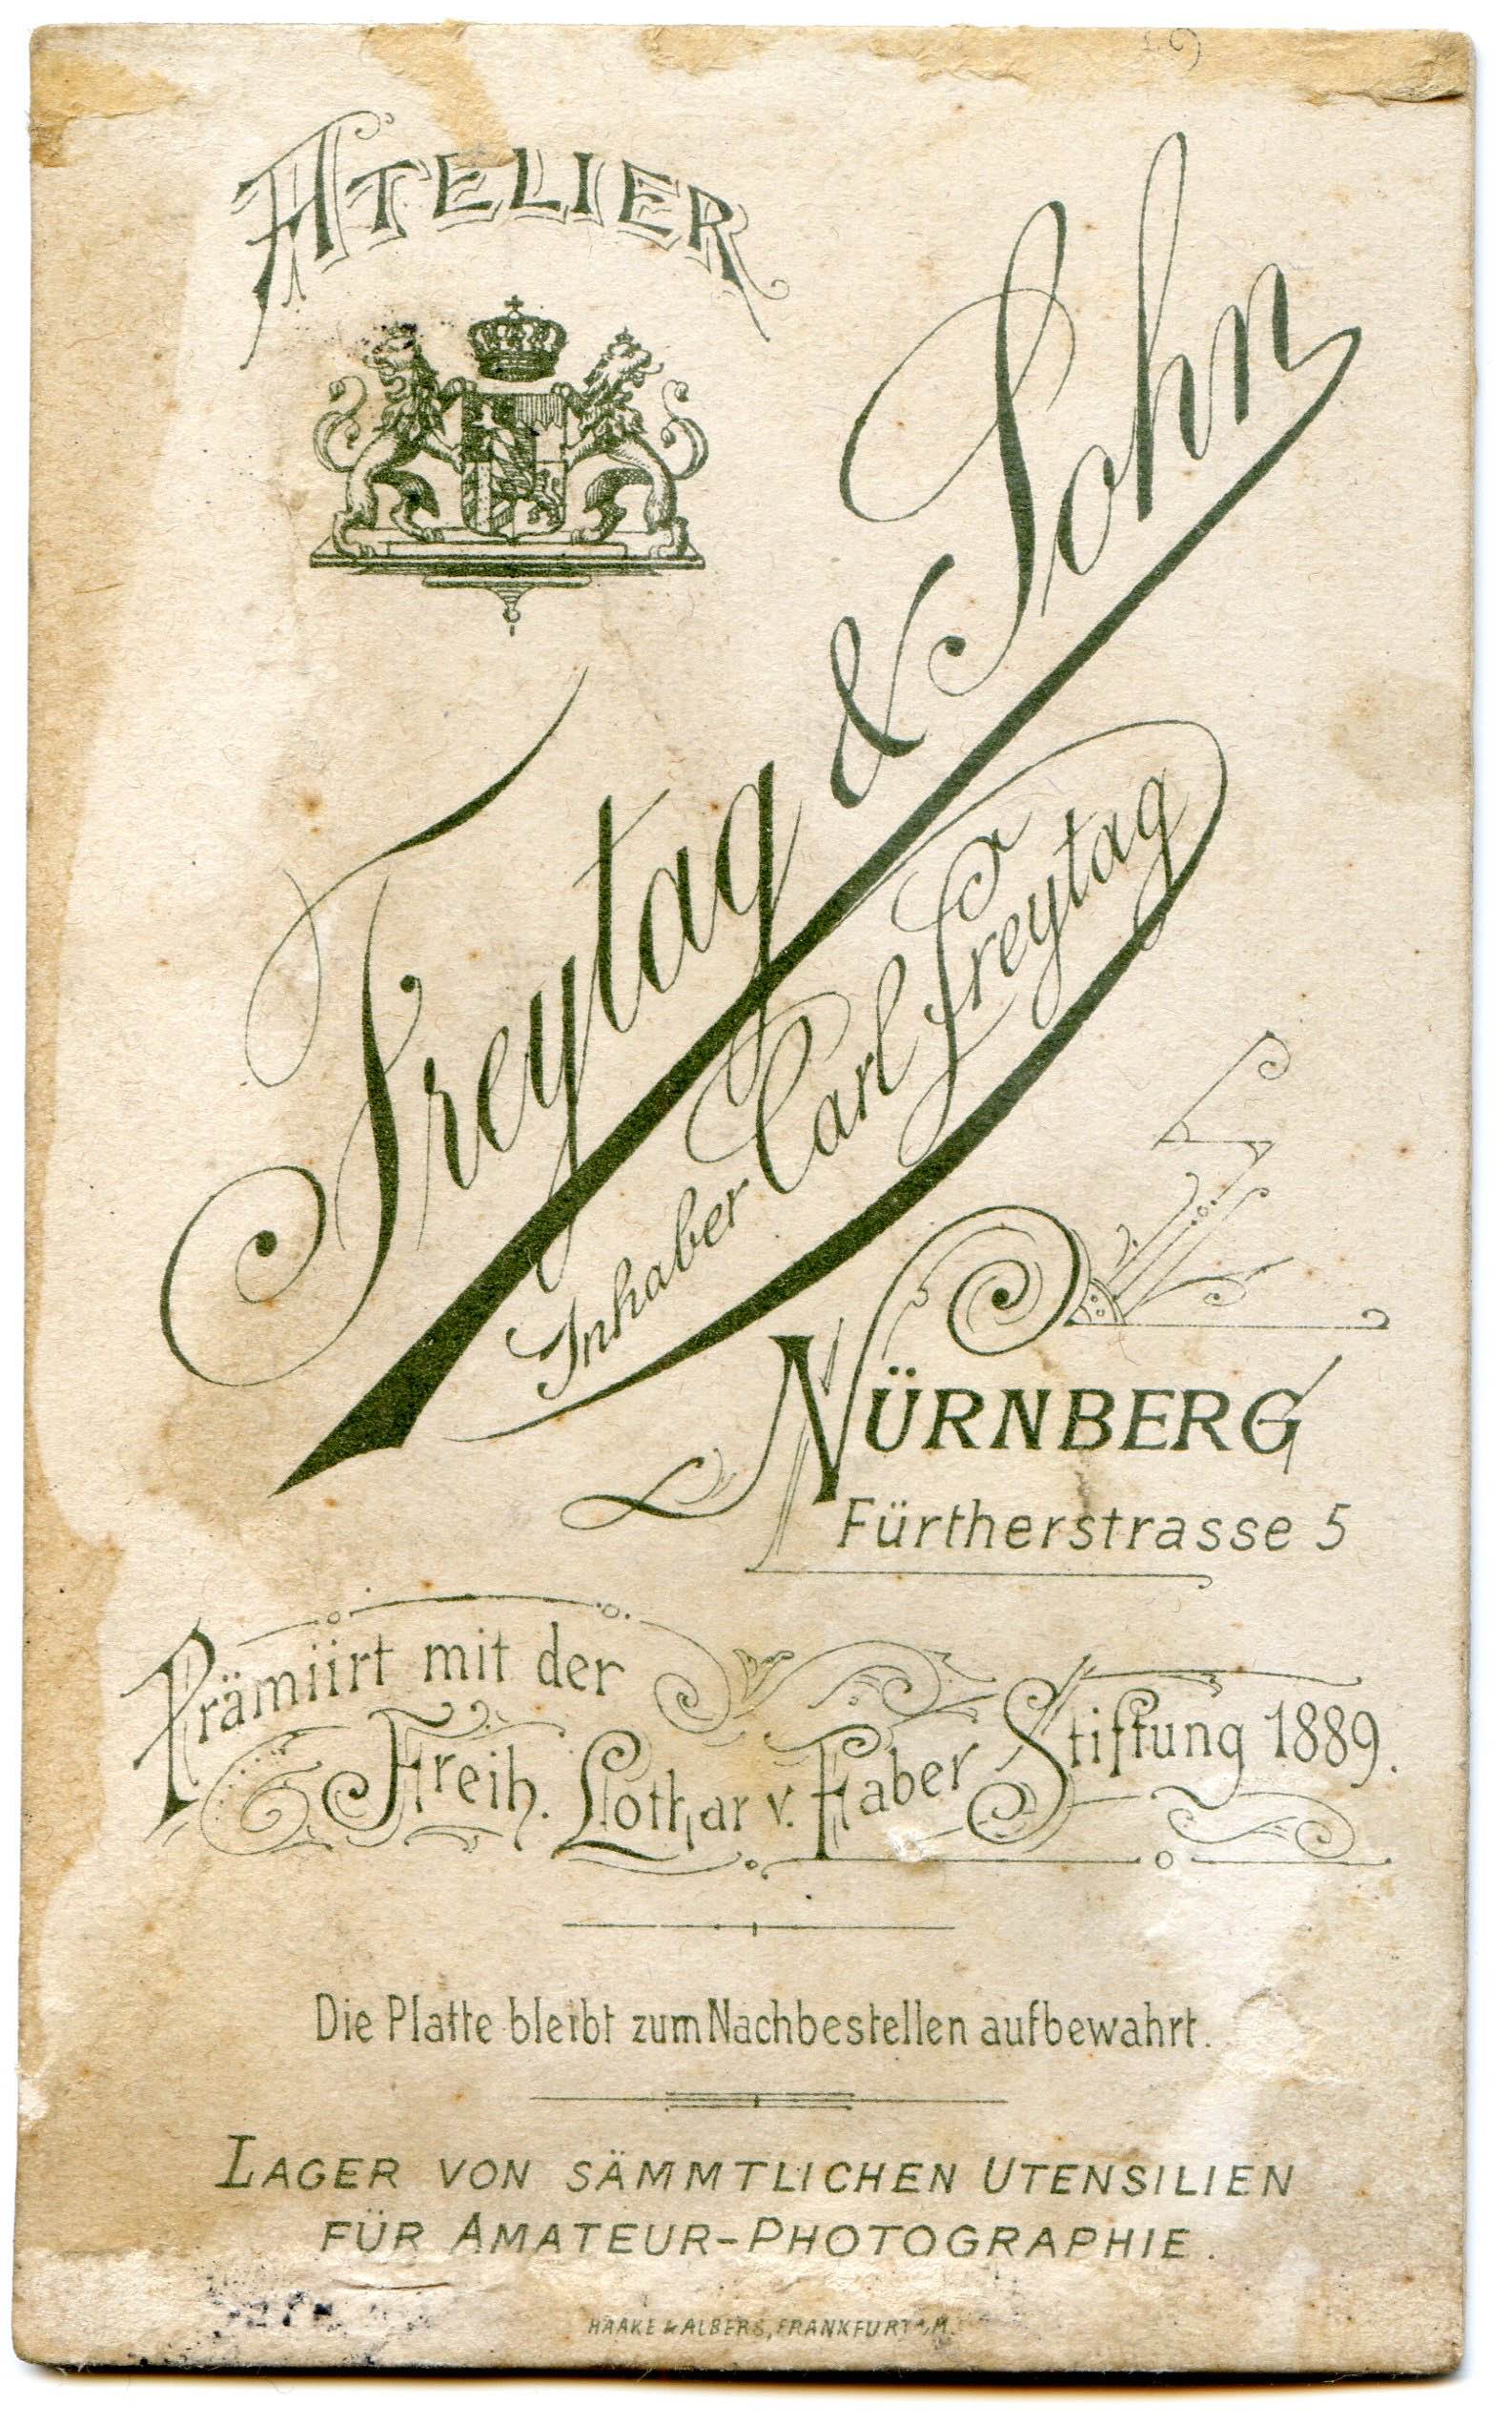 ATELIER
Freytag & Sohn
Inhaber Carl Freytag
NÜRNBERG
Fürtherstrasse 5
Prämiirt mit der
Freih. Lothar v. Faber Stiftung 1889.
Die Platte bleibt zum Nachbestellen aufbewahrt.
LAGER VON SÄMMTLICHEN UTENSILIEN
FÜR AMATEUR-PHOTOGRAPHIE.
HAAKE & ALBERS, FRANKFURT a/M.